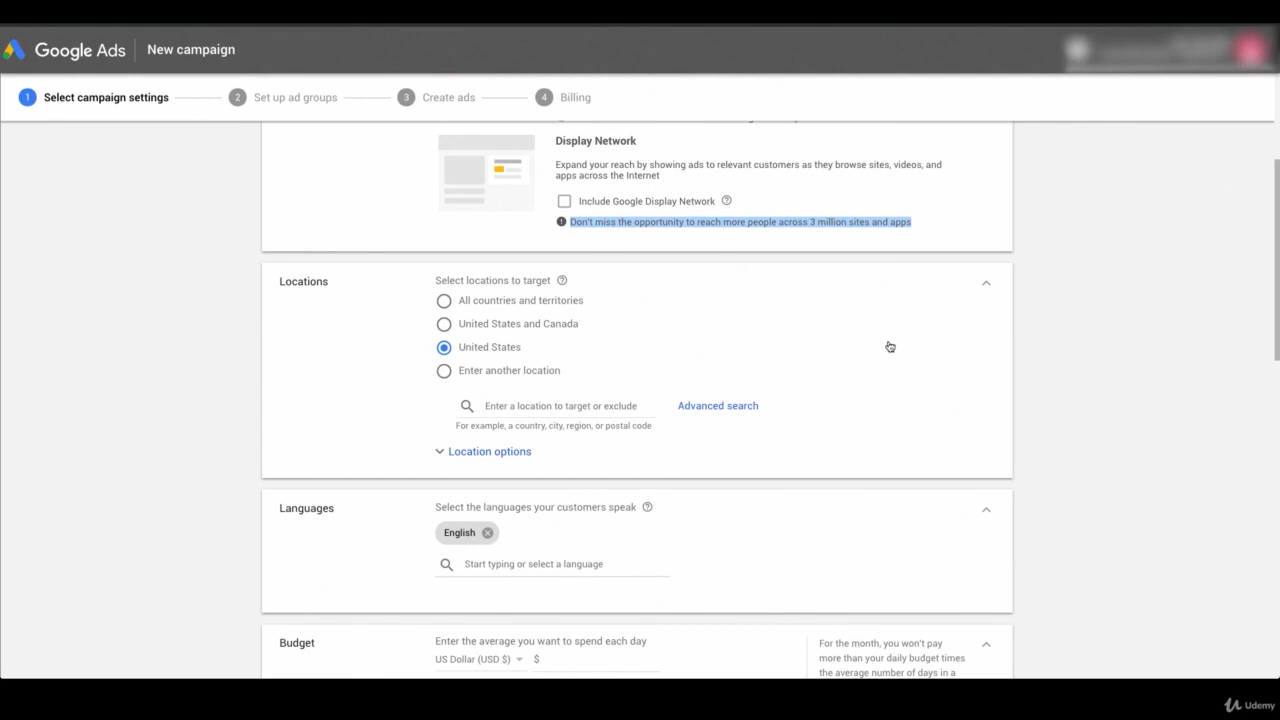 Google Ads
New campaign
1 Select campaign settings
2 Set up ad groups
3 Create ads
4 Billing
Display Network
Expand your reach by showing ads to relevant customers as they browse sites, videos, and
apps across the Internet
Include Google Display Network
Don't miss the opportunity to reach more people across 3 million sites and apps
Locations
Select locations to target
All countries and territories
United States and Canada
United States
Enter another location
Enter a location to target or exclude
Advanced search
For example, a country, city, region, or postal code
Location options
Languages
Select the languages your customers speak
English
Start typing or select a language
Budget
Enter the average you want to spend each day
US Dollar (USD $)
$
For the month, you won't pay
more than your daily budget times
the average number of days in a
Udemy